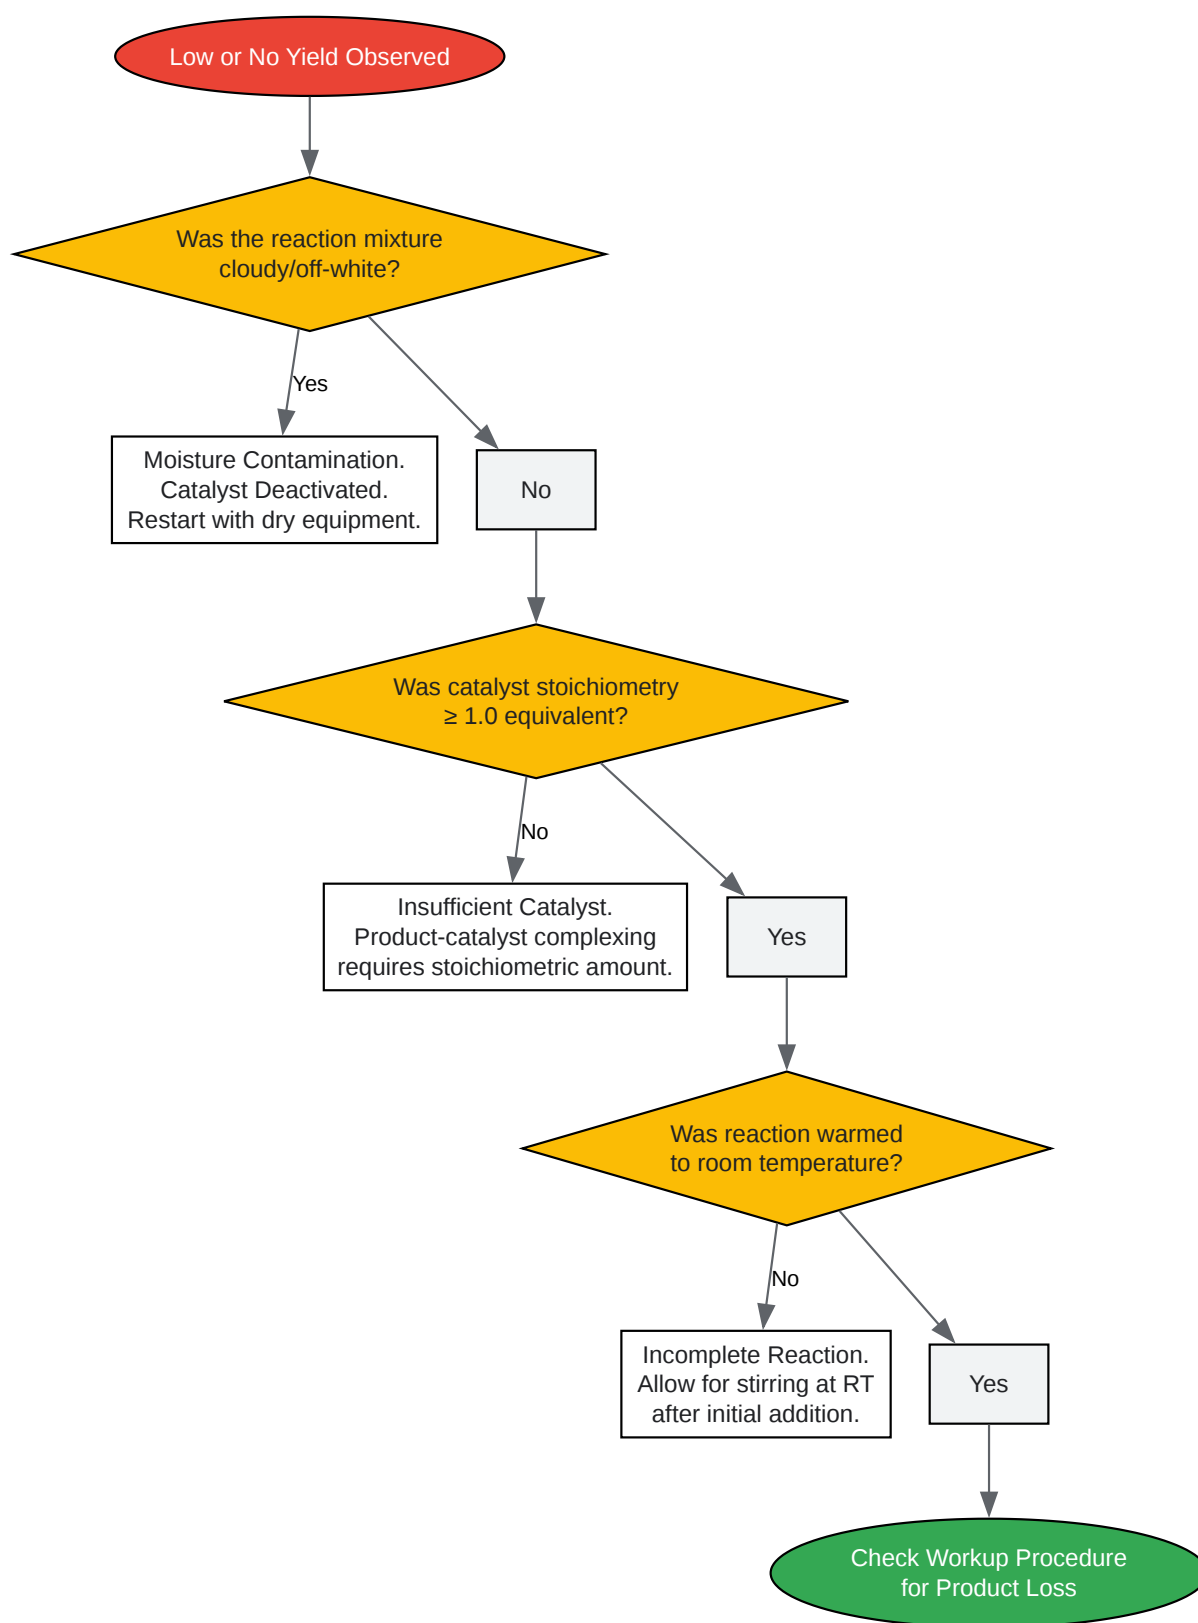 Low or No Yield Observed
Was the reaction mixture
cloudy/off-white?
Yes
Moisture Contamination.
Catalyst Deactivated.
Restart with dry equipment.
No
Was catalyst stoichiometry
≥ 1.0 equivalent?
No
Insufficient Catalyst.
Product-catalyst complexing
requires stoichiometric amount.
Yes
Was reaction warmed
to room temperature?
No
Incomplete Reaction.
Allow for stirring at RT
after initial addition.
Yes
Check Workup Procedure
for Product Loss